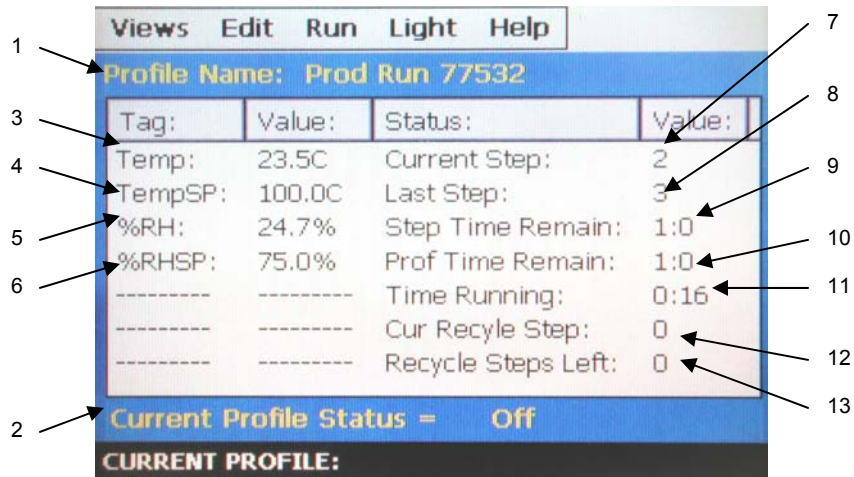 Views Edit Run Light Help
1
Profile Name: Prod Run 77532
7
Tag: Value: Status: Value:
8
3
Temp: 23.5C Current Step: 2
4
TempSP: 100.0C Last Step: 3
9
5
%RH: 24.7% Step Time Remain: 1:0
10
6
%RHSP: 75.0% Prof Time Remain: 1:0
11
--------- --------- Time Running: 0:16
12
--------- --------- Cur Recyle Step: 0
13
--------- --------- Recycle Steps Left: 0
2
Current Profile Status = Off
CURRENT PROFILE: